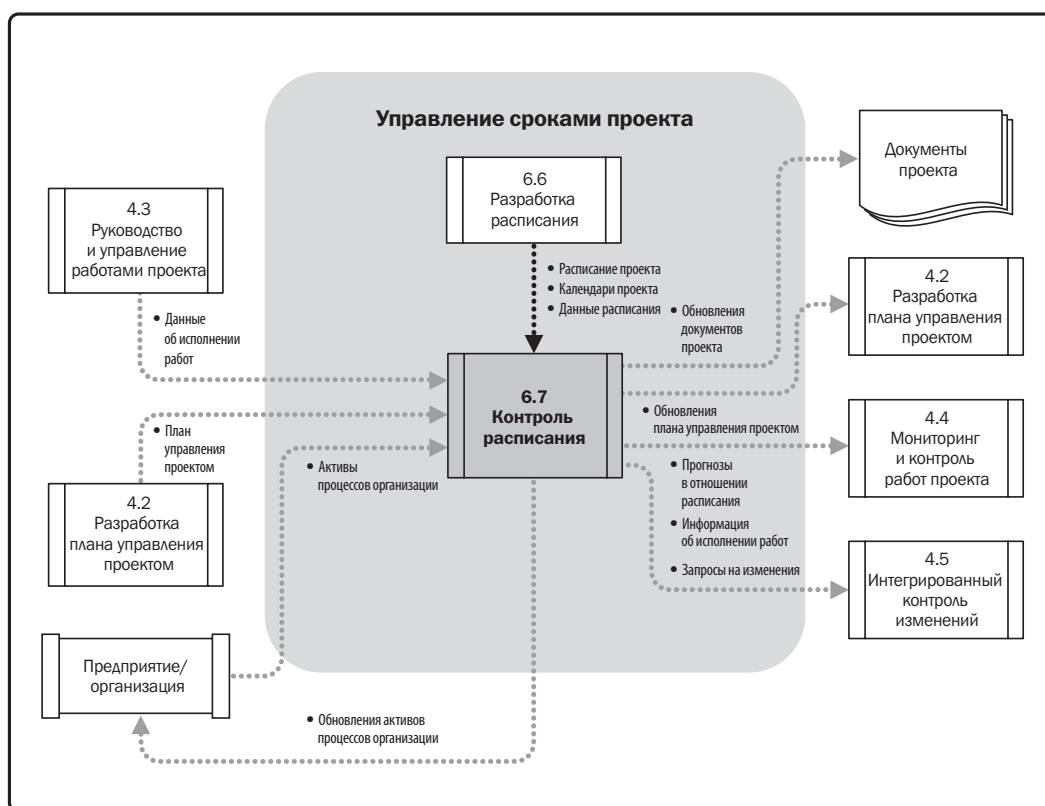 Управление сроками проекта
6.6
Разработка
расписания
4.3
Руководство
и управление
работами проекта
• Данные
об исполнении
работ
• Расписание проекта
• Календари проекта
• Данные расписания
• Обновления
документов
проекта
Документы
проекта
4.2
Разработка
плана управления
проектом
6.7
Контроль
расписания
• План
управления
проектом
• Активы
процессов организации
• Обновления
плана управления проектом
4.4
Мониторинг
и контроль
работ проекта
• Прогнозы
в отношении
расписания
• Информация
об исполнении работ
• Запросы на изменения
4.2
Разработка
плана управления
проектом
4.5
Интегрированный
контроль
изменений
Предприятие/
организация
• Обновления активов
процессов организации